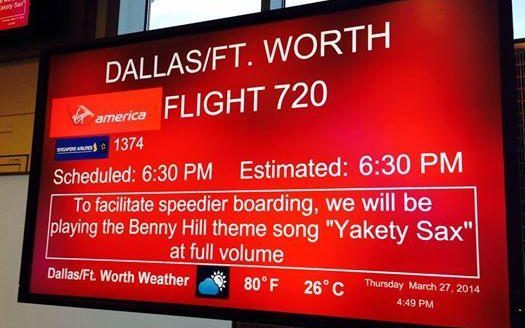 DALLAS/FT. WORTH
Virgin america
FLIGHT 720
SINGAPORE AIRLINES
1374
Scheduled: 6:30 PM Estimated: 6:30 PM
To facilitate speedier boarding, we will be
playing the Benny Hill theme song "Yakety Sax"
at full volume
Dallas/Ft. Worth Weather 80°F 26°C
Thursday March 27, 2014
4:49 PM